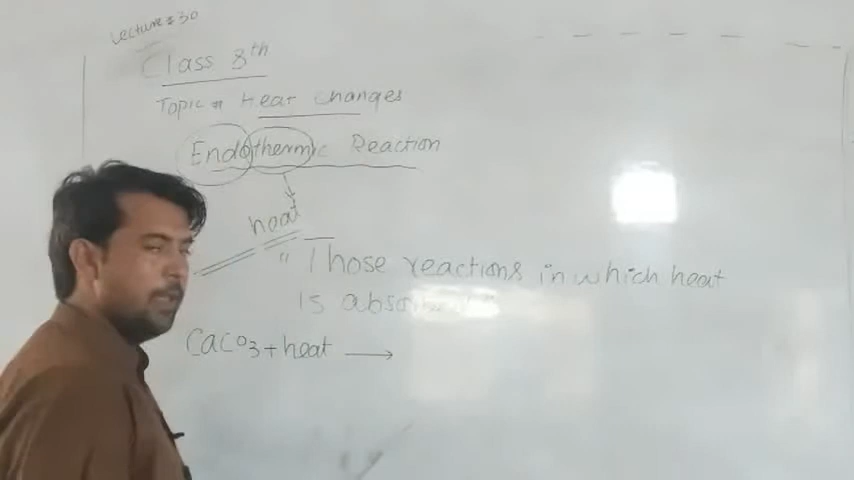 Lecture # 30
Class 8th
Topic # Heat Changes
Endothermic Reaction
heat
" Those reactions in which heat
is absorbed "
CaCO3 + heat →